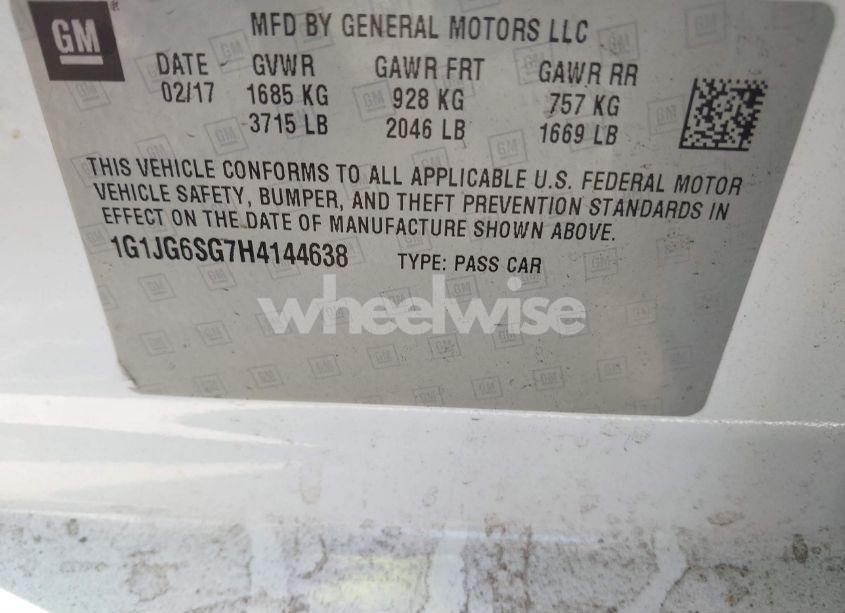 GM
MFD BY GENERAL MOTORS LLC
DATE GVWR GAWR FRT GAWR RR
02/17 1685 KG 928 KG 757 KG
3715 LB 2046 LB 1669 LB
THIS VEHICLE CONFORMS TO ALL APPLICABLE U.S. FEDERAL MOTOR
VEHICLE SAFETY, BUMPER, AND THEFT PREVENTION STANDARDS IN
EFFECT ON THE DATE OF MANUFACTURE SHOWN ABOVE.
1G1JG6SG7H4144638 TYPE: PASS CAR
wheelwise